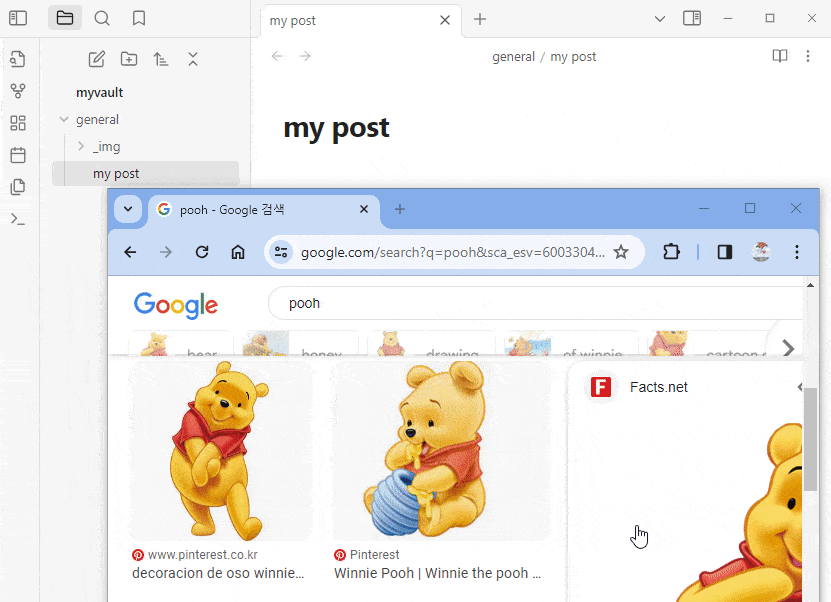 my post
general / my post
myvault
general
_img
my post
my post
pooh - Google 검색
google.com/search?q=pooh&sca_esv=6003304...
Google
pooh
bear
honey
drawing
of winnie
cartoon
F Facts.net
www.pinterest.co.kr
Pinterest
decoracion de oso winnie...
Winnie Pooh | Winnie the pooh ...